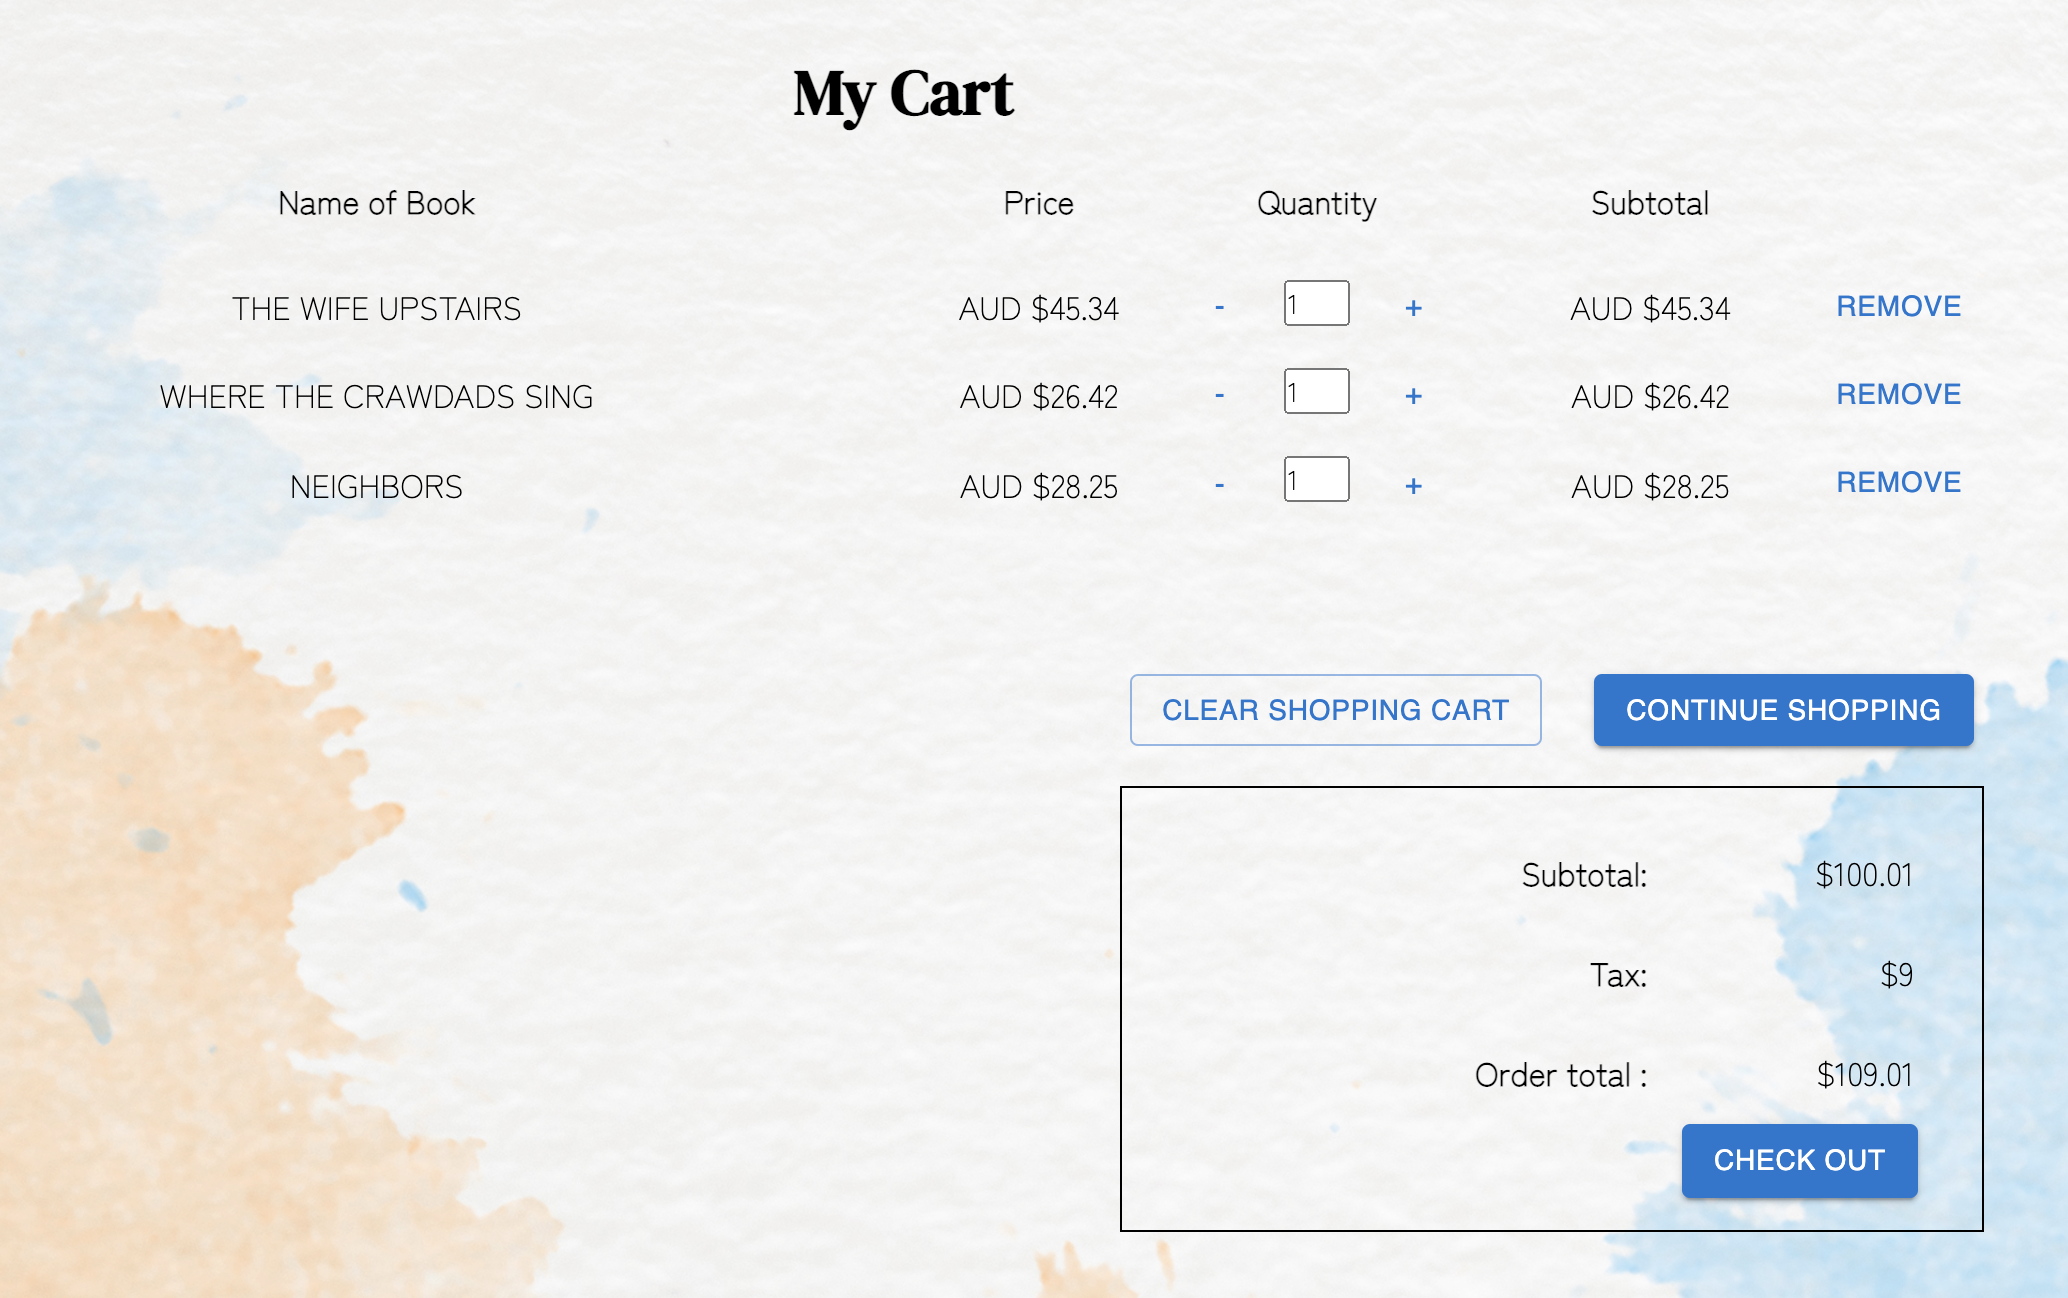 My Cart
Name of Book Price Quantity Subtotal
THE WIFE UPSTAIRS AUD $45.34 - 1 + AUD $45.34 REMOVE
WHERE THE CRAWDADS SING AUD $26.42 - 1 + AUD $26.42 REMOVE
NEIGHBORS AUD $28.25 - 1 + AUD $28.25 REMOVE
CLEAR SHOPPING CART CONTINUE SHOPPING
Subtotal: $100.01
Tax: $9
Order total : $109.01
CHECK OUT